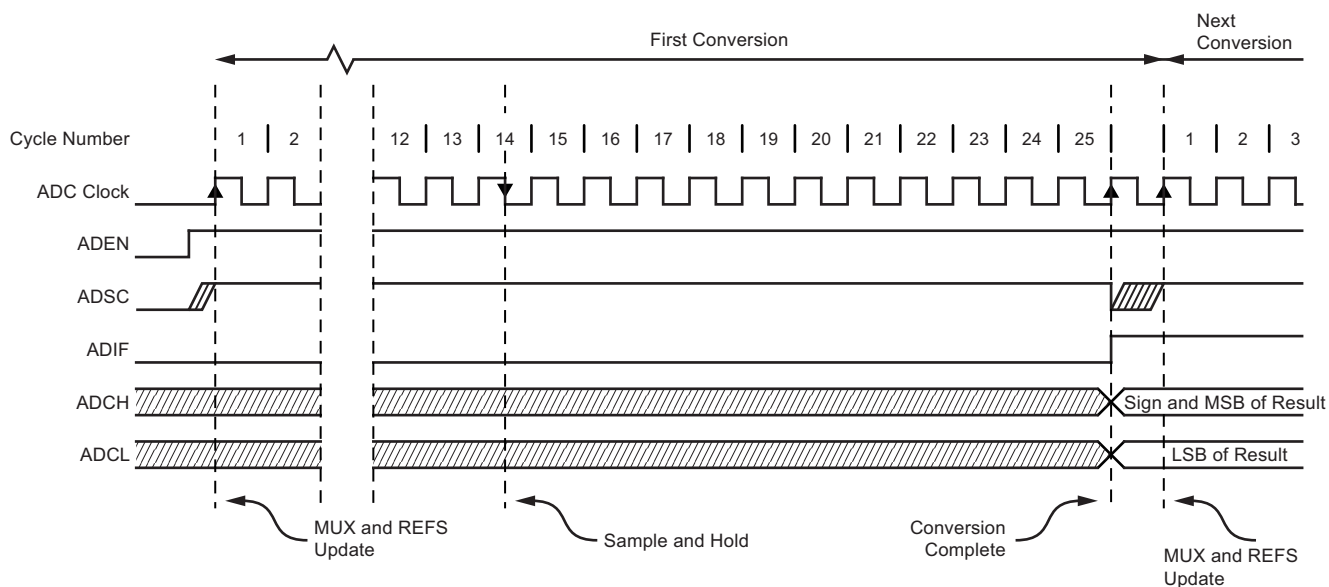 First Conversion
Next
Conversion
Cycle Number 1 2 12 13 14 15 16 17 18 19 20 21 22 23 24 25 1 2 3
ADC Clock
ADEN
ADSC
ADIF
ADCH Sign and MSB of Result
ADCL LSB of Result
MUX and REFS
Update
Sample and Hold
Conversion
Complete
MUX and REFS
Update